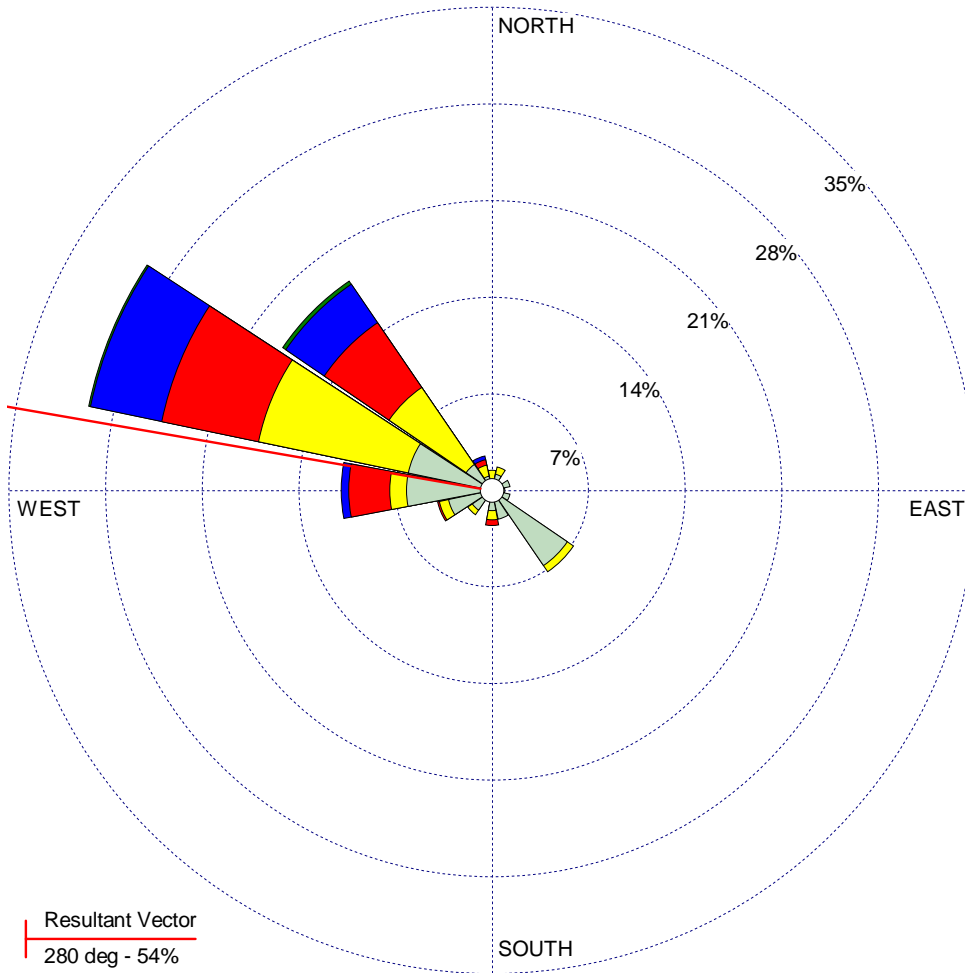 NORTH
35%
28%
21%
14%
7%
WEST
EAST
Resultant Vector
280 deg - 54%
SOUTH